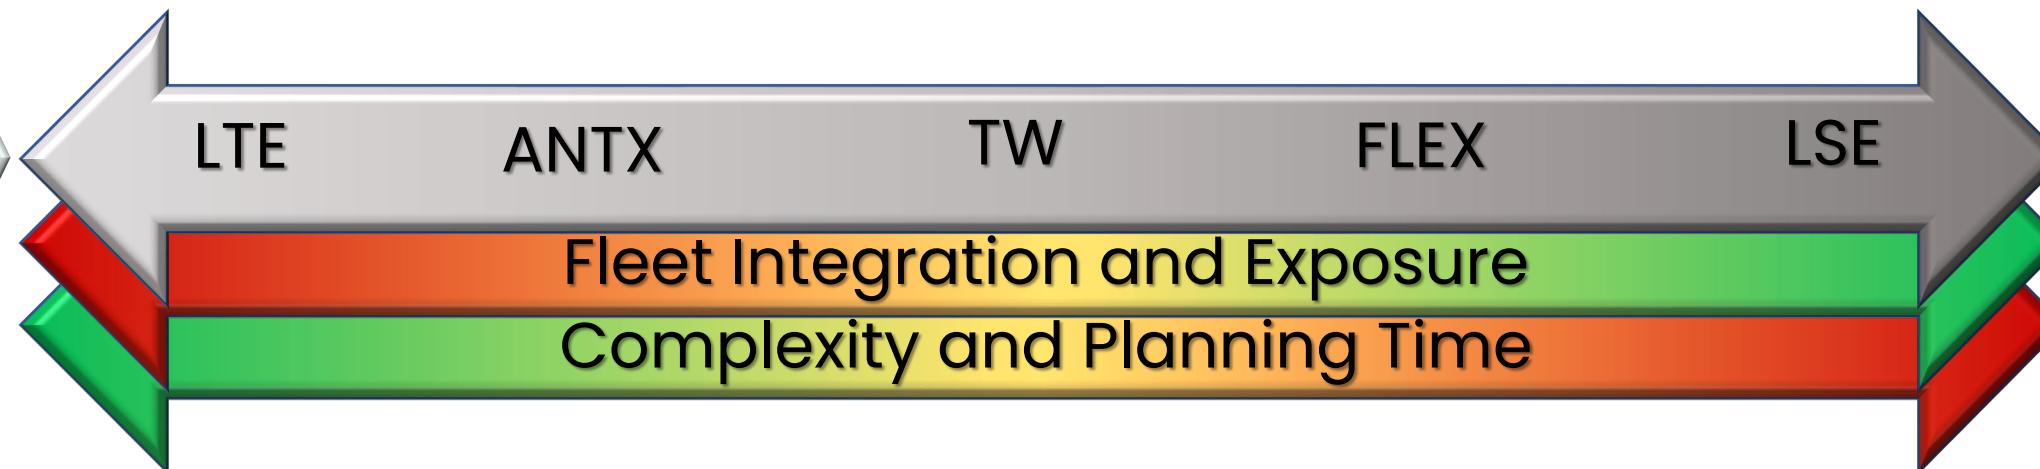 LTE ANTX TW FLEX LSE
Fleet Integration and Exposure
Complexity and Planning Time